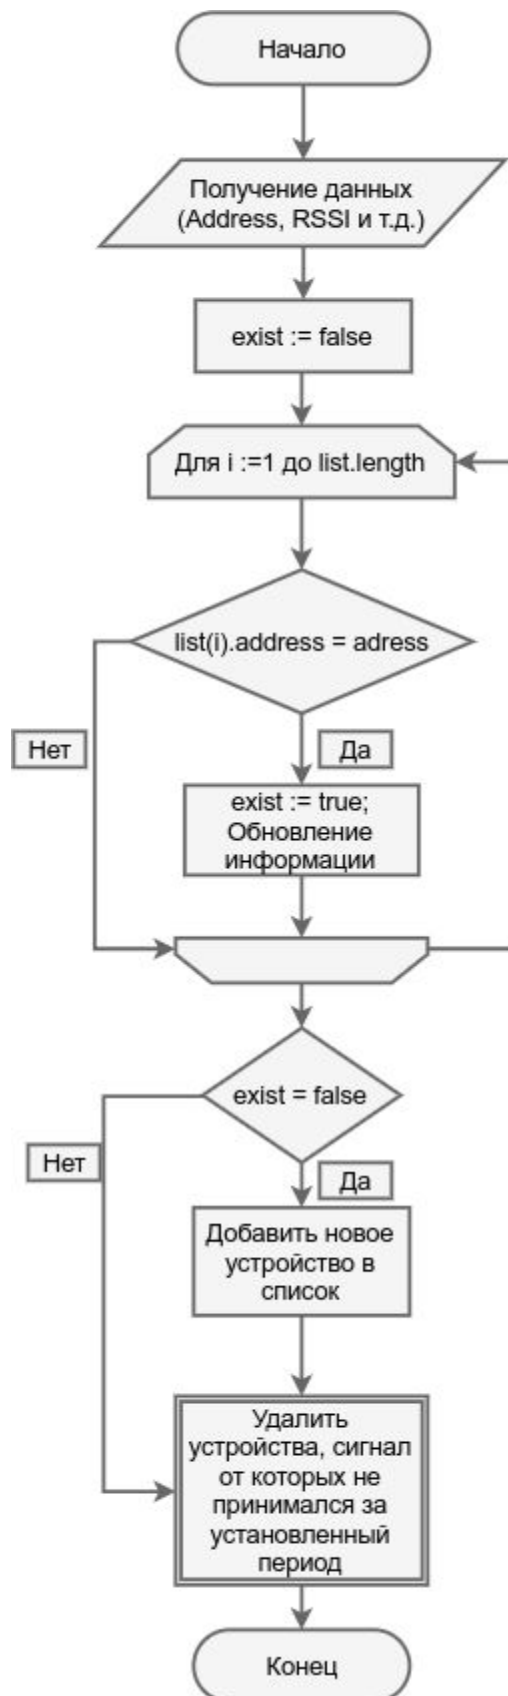 Начало
Получение данных
(Address, RSSI и т.д.)
exist := false
Для i :=1 до list.length
list(i).address = adress
Нет
Да
exist := true;
Обновление
информации
exist = false
Нет
Да
Добавить новое
устройство в
список
Удалить
устройства, сигнал
от которых не
принимался за
установленный
период
Конец